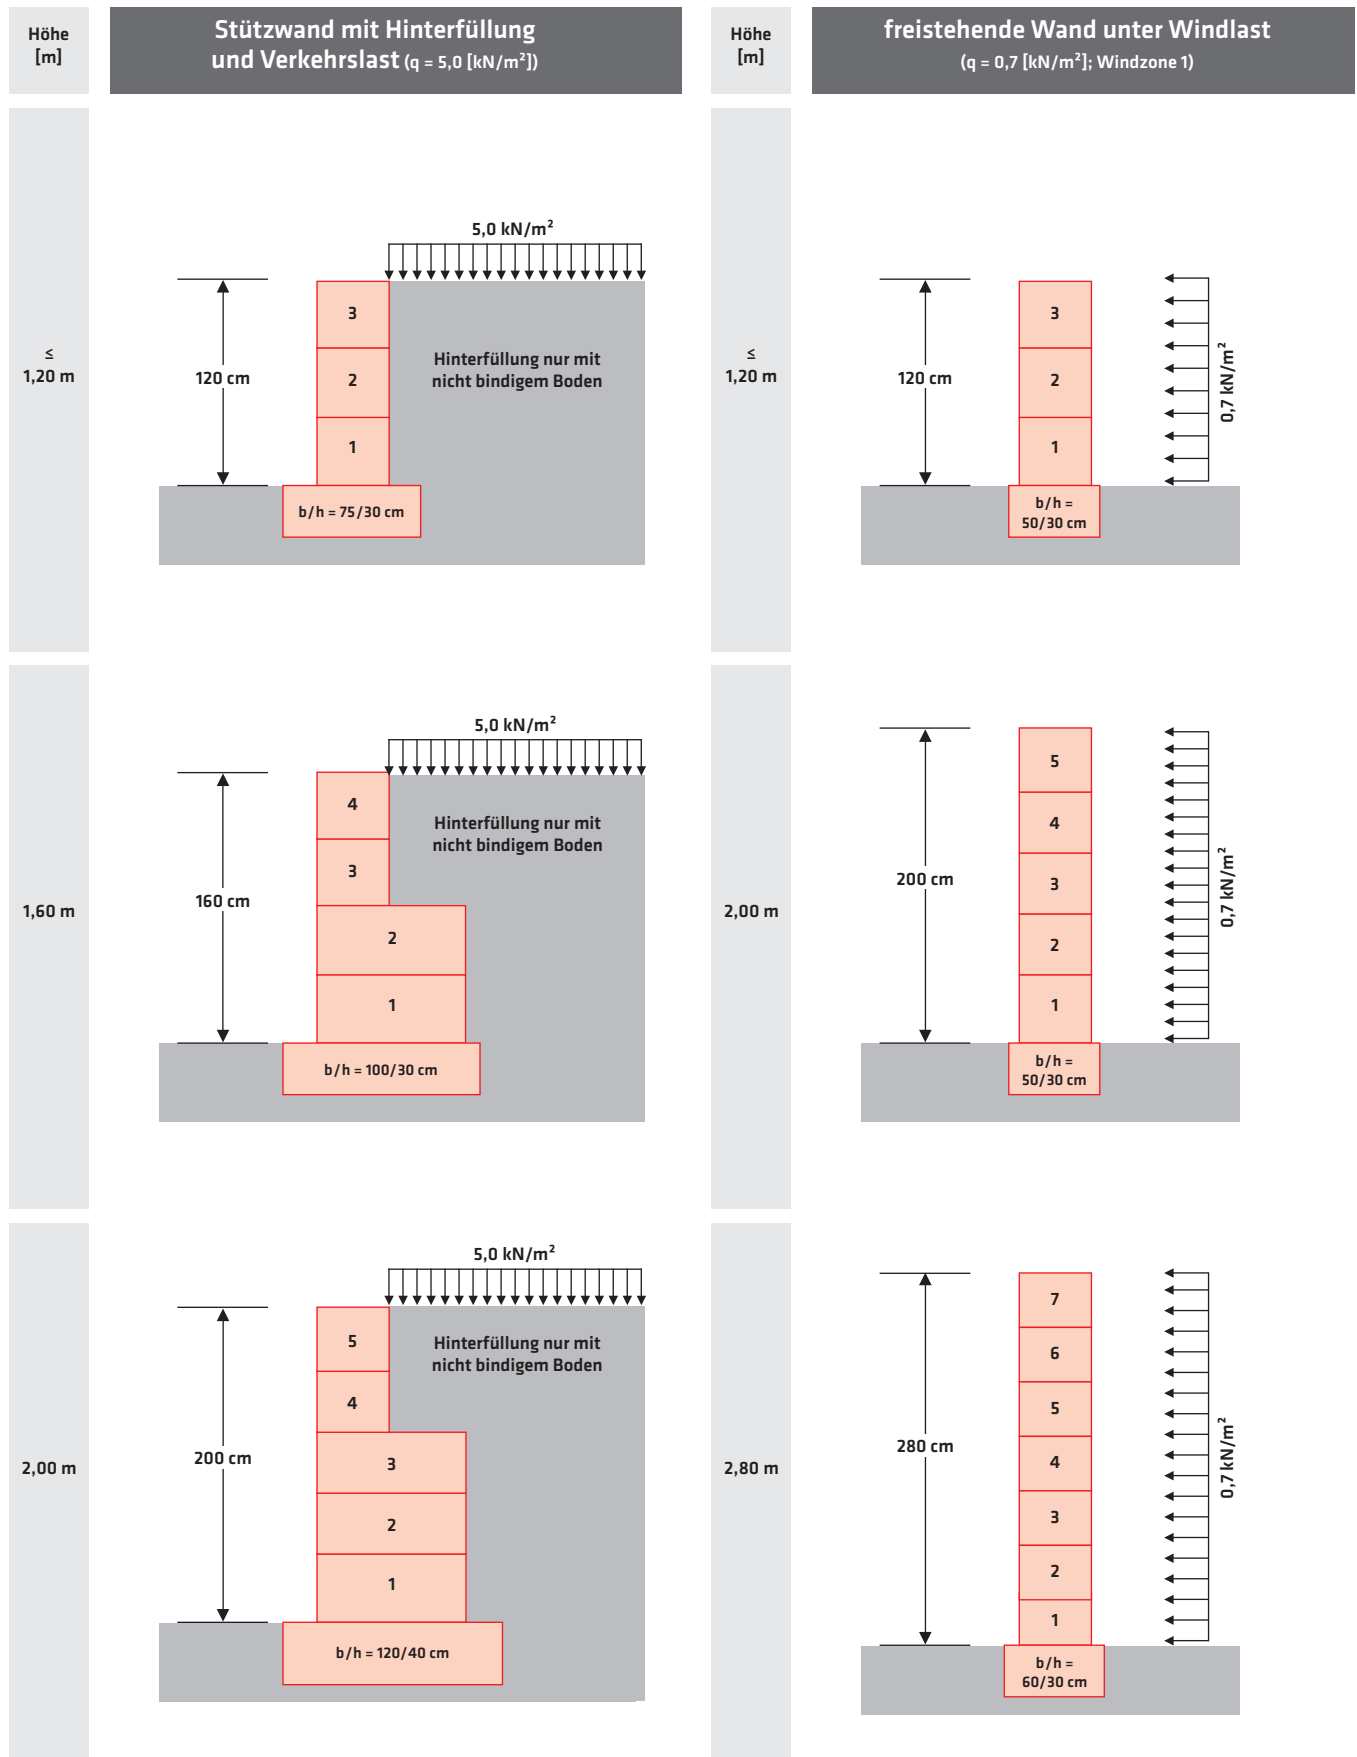 Höhe
[m]
Stützwand mit Hinterfüllung
und Verkehrslast (q = 5,0 [kN/m²])
Höhe
[m]
freistehende Wand unter Windlast
(q = 0,7 [kN/m²]; Windzone 1)
≤
1,20 m
5,0 kN/m²
120 cm
3
2
1
Hinterfüllung nur mit
nicht bindigem Boden
b/h = 75/30 cm
≤
1,20 m
120 cm
3
2
1
0,7 kN/m²
b/h =
50/30 cm
1,60 m
5,0 kN/m²
160 cm
4
3
2
1
Hinterfüllung nur mit
nicht bindigem Boden
b/h = 100/30 cm
2,00 m
200 cm
5
4
3
2
1
0,7 kN/m²
b/h =
50/30 cm
2,00 m
5,0 kN/m²
200 cm
5
4
3
2
1
Hinterfüllung nur mit
nicht bindigem Boden
b/h = 120/40 cm
2,80 m
280 cm
7
6
5
4
3
2
1
0,7 kN/m²
b/h =
60/30 cm